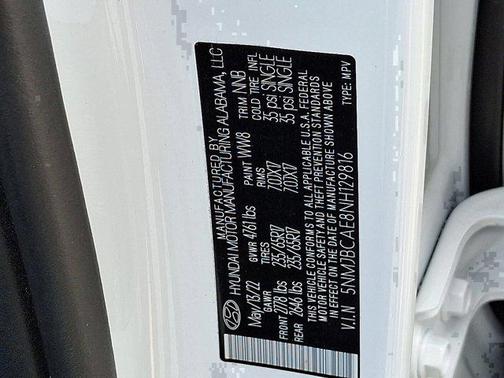 MANUFACTURED BY
HYUNDAI MOTOR MANUFACTURING ALABAMA, LLC
May/13/22 GVWR 4761 lbs PAINT WW8 TRIM NNB
GAWR TIRES RIMS COLD TIRE INFL
FRONT 2778 lbs 235/65R17 7.0JX17 35 psi SINGLE
REAR 2646 lbs 235/65R17 7.0JX17 35 psi SINGLE
THIS VEHICLE CONFORMS TO ALL APPLICABLE U.S.A. FEDERAL
MOTOR VEHICLE SAFETY AND THEFT PREVENTION STANDARDS
IN EFFECT ON THE DATE OF MANUFACTURE SHOWN ABOVE
V.I.N 5NMJBCAE8NH129816 TYPE: MPV